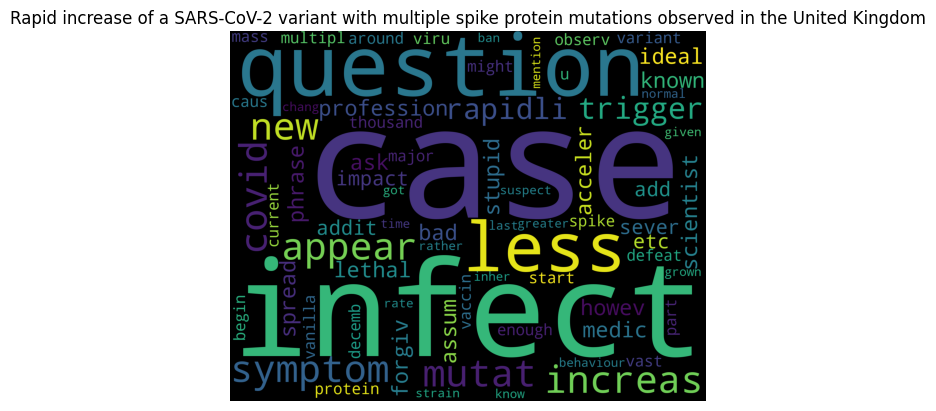 Rapid increase of a SARS-CoV-2 variant with multiple spike protein mutations observed in the United Kingdom
mass multipl around viru ban observ variant
question might mention u ideal
known
caus chang profession rapidli trigger normal
new thousand case given
covid phrase ask major stupid acceler scientist
impact got suspect add
current addit time last greater spike sever
appear bad rather less etc defeat
spread lethal inher start grown
infect
begin vanilla decemb rate forgiv assum vaccin enough howev medic part
symptom mutat behaviour vast
protein strain know increas